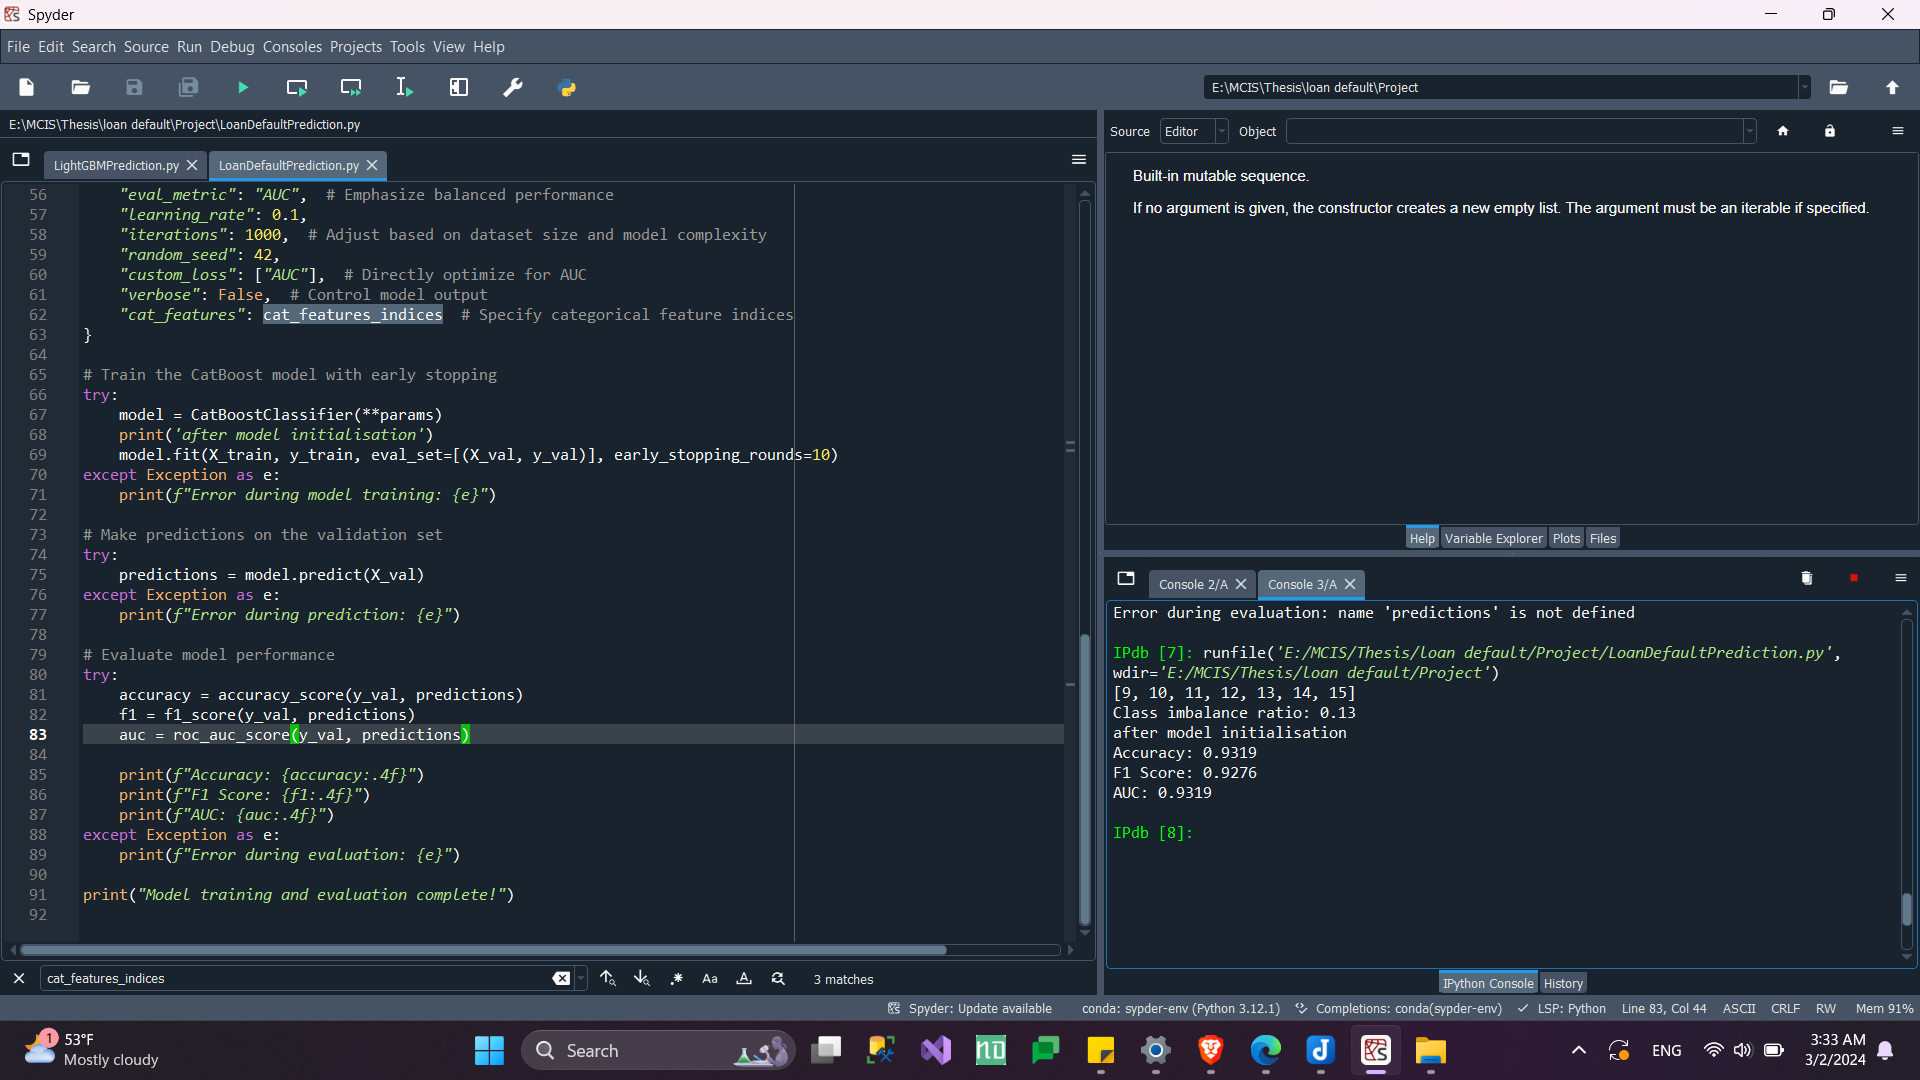 Spyder
File Edit Search Source Run Debug Consoles Projects Tools View Help
E:\MCIS\Thesis\loan default\Project
E:\MCIS\Thesis\loan default\Project\LoanDefaultPrediction.py
LightGBMPrediction.py
LoanDefaultPrediction.py
56 "eval_metric": "AUC",  # Emphasize balanced performance
57 "learning_rate": 0.1,
58 "iterations": 1000,  # Adjust based on dataset size and model complexity
59 "random_seed": 42,
60 "custom_loss": ["AUC"],  # Directly optimize for AUC
61 "verbose": False,  # Control model output
62 "cat_features": cat_features_indices  # Specify categorical feature indices
63 }
64
65 # Train the CatBoost model with early stopping
66 try:
67 model = CatBoostClassifier(**params)
68 print('after model initialisation')
69 model.fit(X_train, y_train, eval_set=[(X_val, y_val)], early_stopping_rounds=10)
70 except Exception as e:
71 print(f"Error during model training: {e}")
72
73 # Make predictions on the validation set
74 try:
75 predictions = model.predict(X_val)
76 except Exception as e:
77 print(f"Error during prediction: {e}")
78
79 # Evaluate model performance
80 try:
81 accuracy = accuracy_score(y_val, predictions)
82 f1 = f1_score(y_val, predictions)
83 auc = roc_auc_score(y_val, predictions)
84
85 print(f"Accuracy: {accuracy:.4f}")
86 print(f"F1 Score: {f1:.4f}")
87 print(f"AUC: {auc:.4f}")
88 except Exception as e:
89 print(f"Error during evaluation: {e}")
90
91 print("Model training and evaluation complete!")
92
cat_features_indices
Aa
3 matches
Source Editor Object
Built-in mutable sequence.
If no argument is given, the constructor creates a new empty list. The argument must be an iterable if specified.
Help Variable Explorer Plots Files
Console 2/A Console 3/A
Error during evaluation: name 'predictions' is not defined
IPdb [7]: runfile('E:/MCIS/Thesis/loan default/Project/LoanDefaultPrediction.py',
wdir='E:/MCIS/Thesis/loan default/Project')
[9, 10, 11, 12, 13, 14, 15]
Class imbalance ratio: 0.13
after model initialisation
Accuracy: 0.9319
F1 Score: 0.9276
AUC: 0.9319
IPdb [8]:
IPython Console History
Spyder: Update available conda: sypder-env (Python 3.12.1) Completions: conda(sypder-env) LSP: Python Line 83, Col 44 ASCII CRLF RW Mem 91%
1
53°F
Mostly cloudy
Search
ENG
3:33 AM
3/2/2024